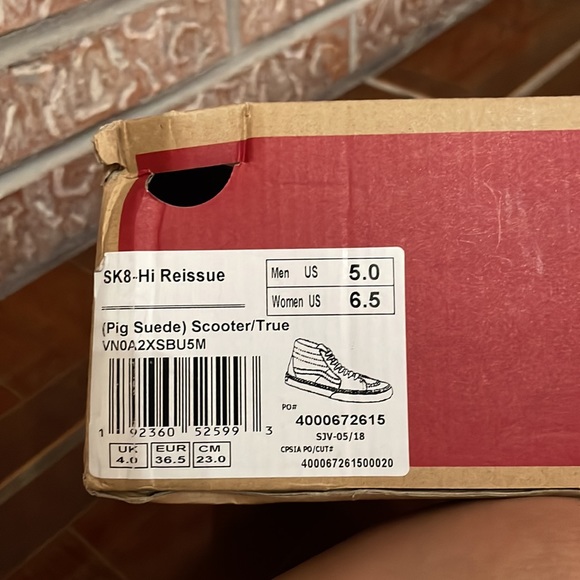 SK8-Hi Reissue
Men US 5.0
Women US 6.5
(Pig Suede) Scooter/True
VN0A2XSBU5M
1 92360 52599 3
PO#
4000672615
SJV-05/18
CPSIA PO/CUT#
400067261500020
UK EUR CM
4.0 36.5 23.0